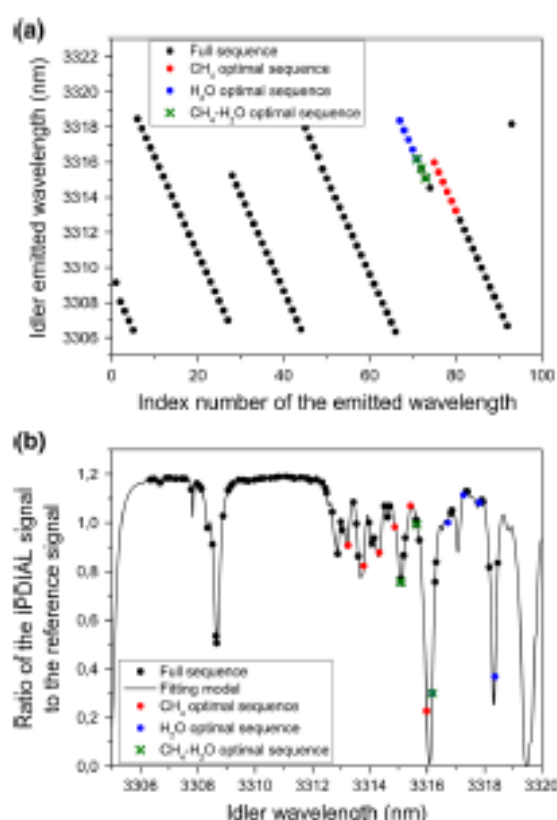 (a)
3322
3320
3318
3316
3314
3312
3310
3308
3306
Idler emitted wavelength (nm)
Full sequence
CH₄ optimal sequence
H₂O optimal sequence
CH₄-H₂O optimal sequence
0 20 40 60 80 100
Index number of the emitted wavelength
(b)
1,2
1,0
0,8
0,6
0,4
0,2
0,0
Ratio of the IPDIAL signal
to the reference signal
Full sequence
Fitting model
CH₄ optimal sequence
H₂O optimal sequence
CH₄-H₂O optimal sequence
3306 3308 3310 3312 3314 3316 3318 3320
Idler wavelength (nm)